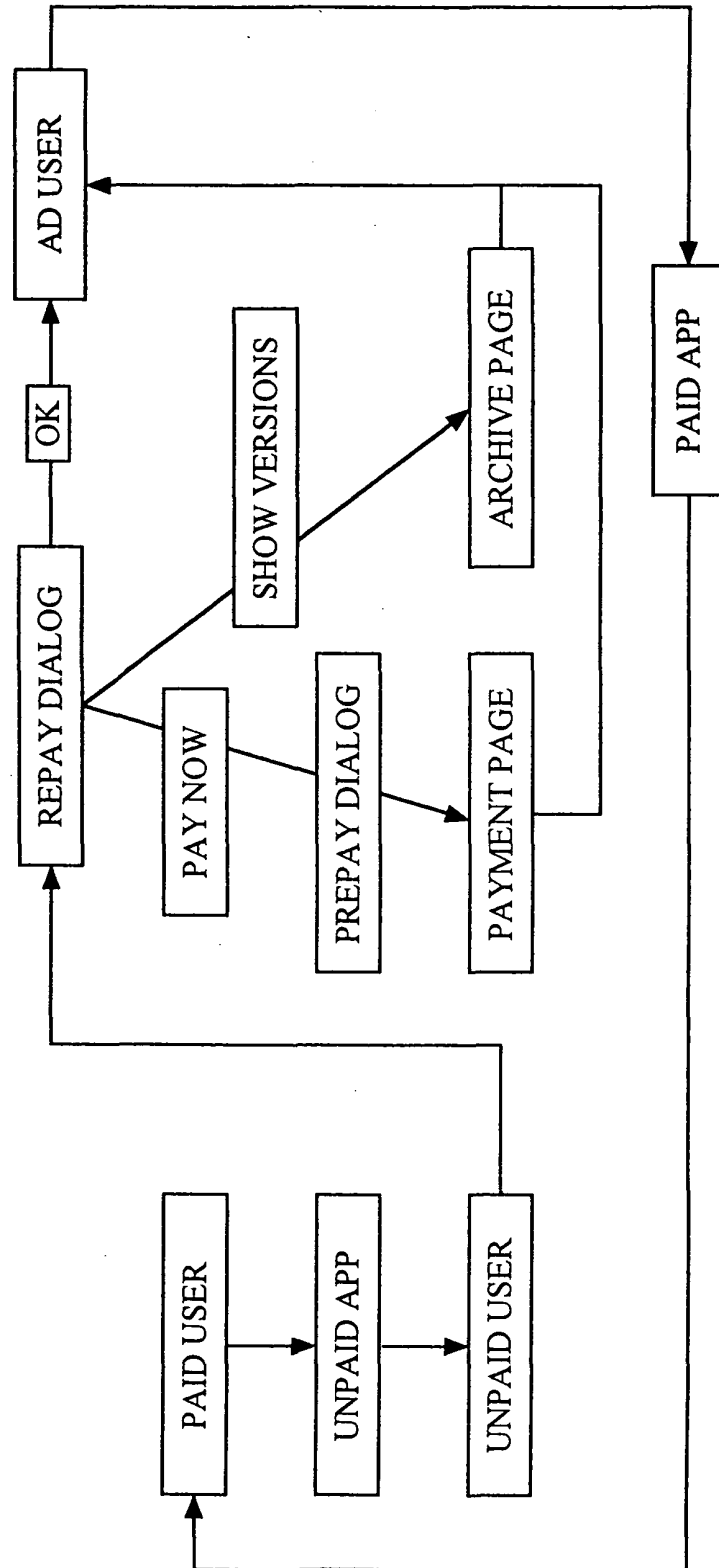 PAID USER
UNPAID APP
UNPAID USER
REPAY DIALOG
PAY NOW
PREPAY DIALOG
PAYMENT PAGE
SHOW VERSIONS
ARCHIVE PAGE
OK
AD USER
PAID APP